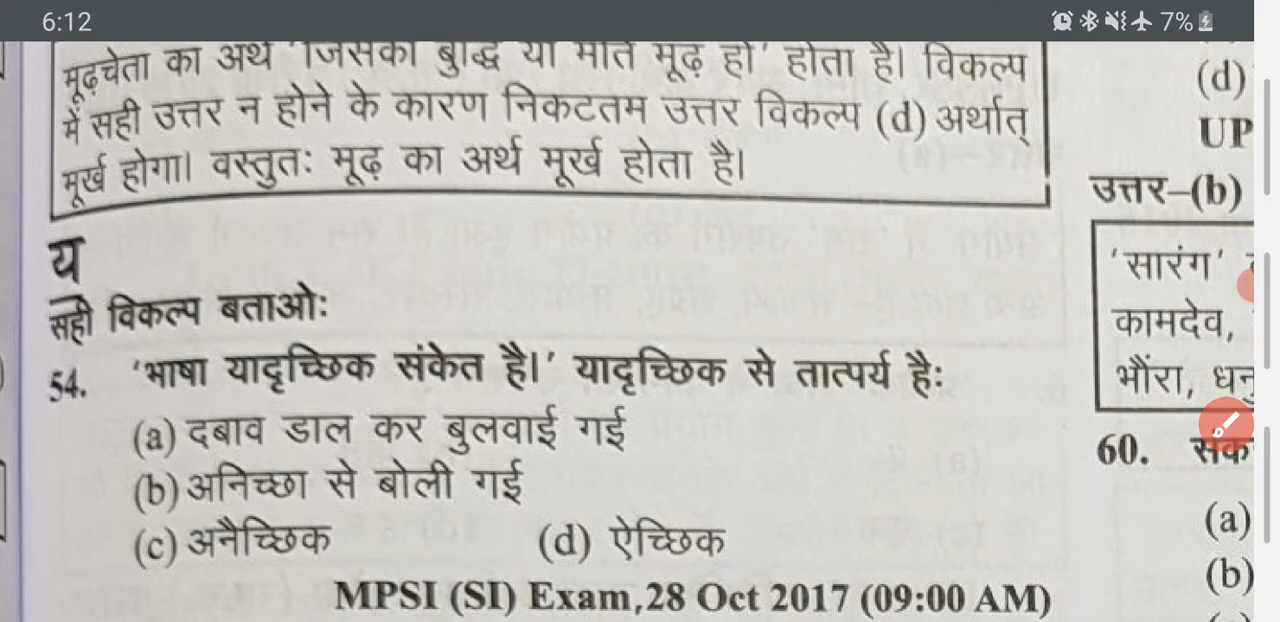 6:12
7%
मूढ़चेता का अर्थ 'जिसकी बुद्धि या मति मूढ़ हो' होता है। विकल्प
में सही उत्तर न होने के कारण निकटतम उत्तर विकल्प (d) अर्थात्
मूर्ख होगा। वस्तुतः मूढ़ का अर्थ मूर्ख होता है।
य
सही विकल्प बताओः
54. 'भाषा यादृच्छिक संकेत है।' यादृच्छिक से तात्पर्य हैः
(a) दबाव डाल कर बुलवाई गई
(b) अनिच्छा से बोली गई
(c) अनैच्छिक (d) ऐच्छिक
MPSI (SI) Exam,28 Oct 2017 (09:00 AM)
(d)
UP
उत्तर–(b)
'सारंग'
कामदेव,
भौंरा,
60.
(a)
(b)